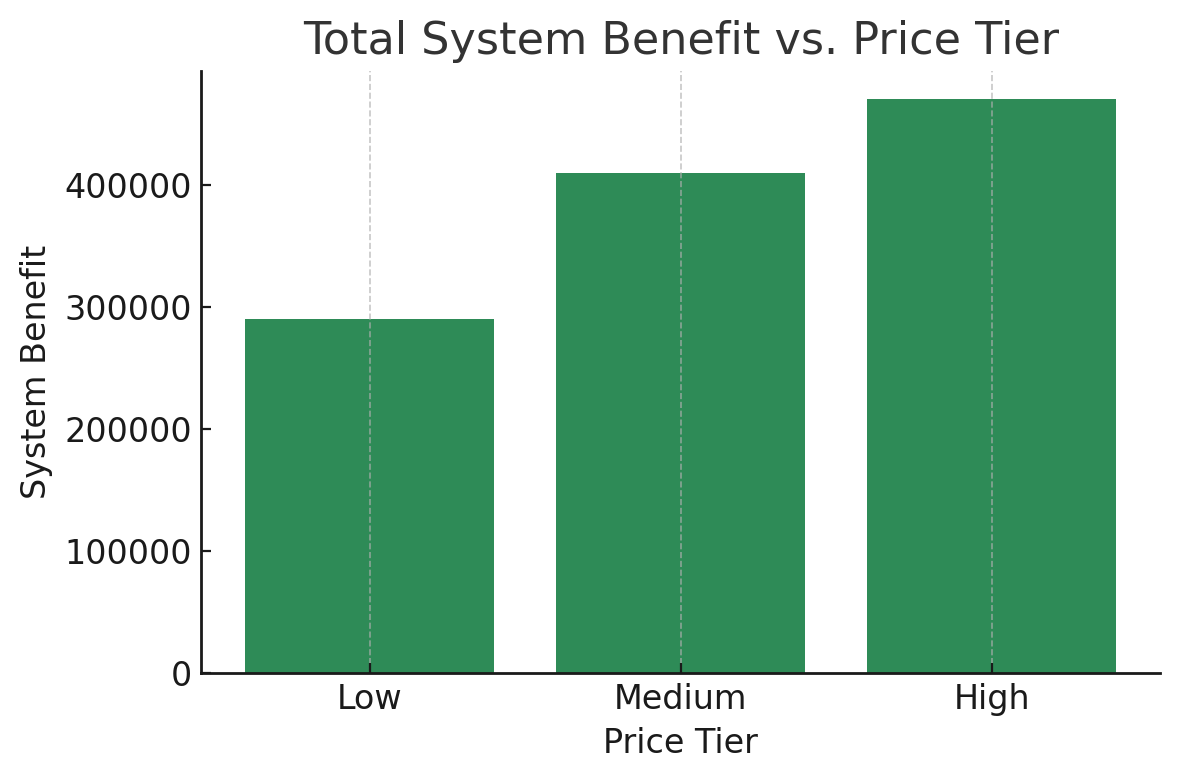 Total System Benefit vs. Price Tier
System Benefit
400000
300000
200000
100000
0
Low
Medium
High
Price Tier